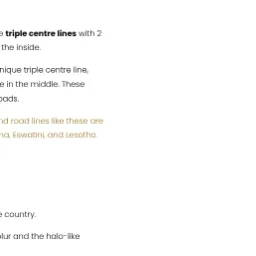 e triple centre lines with 2
the inside.
nique triple centre line,
e in the middle. These
oads.
nd road lines like these are
na, Eswatini, and Lesotho.
e country.
olur and the halo-like